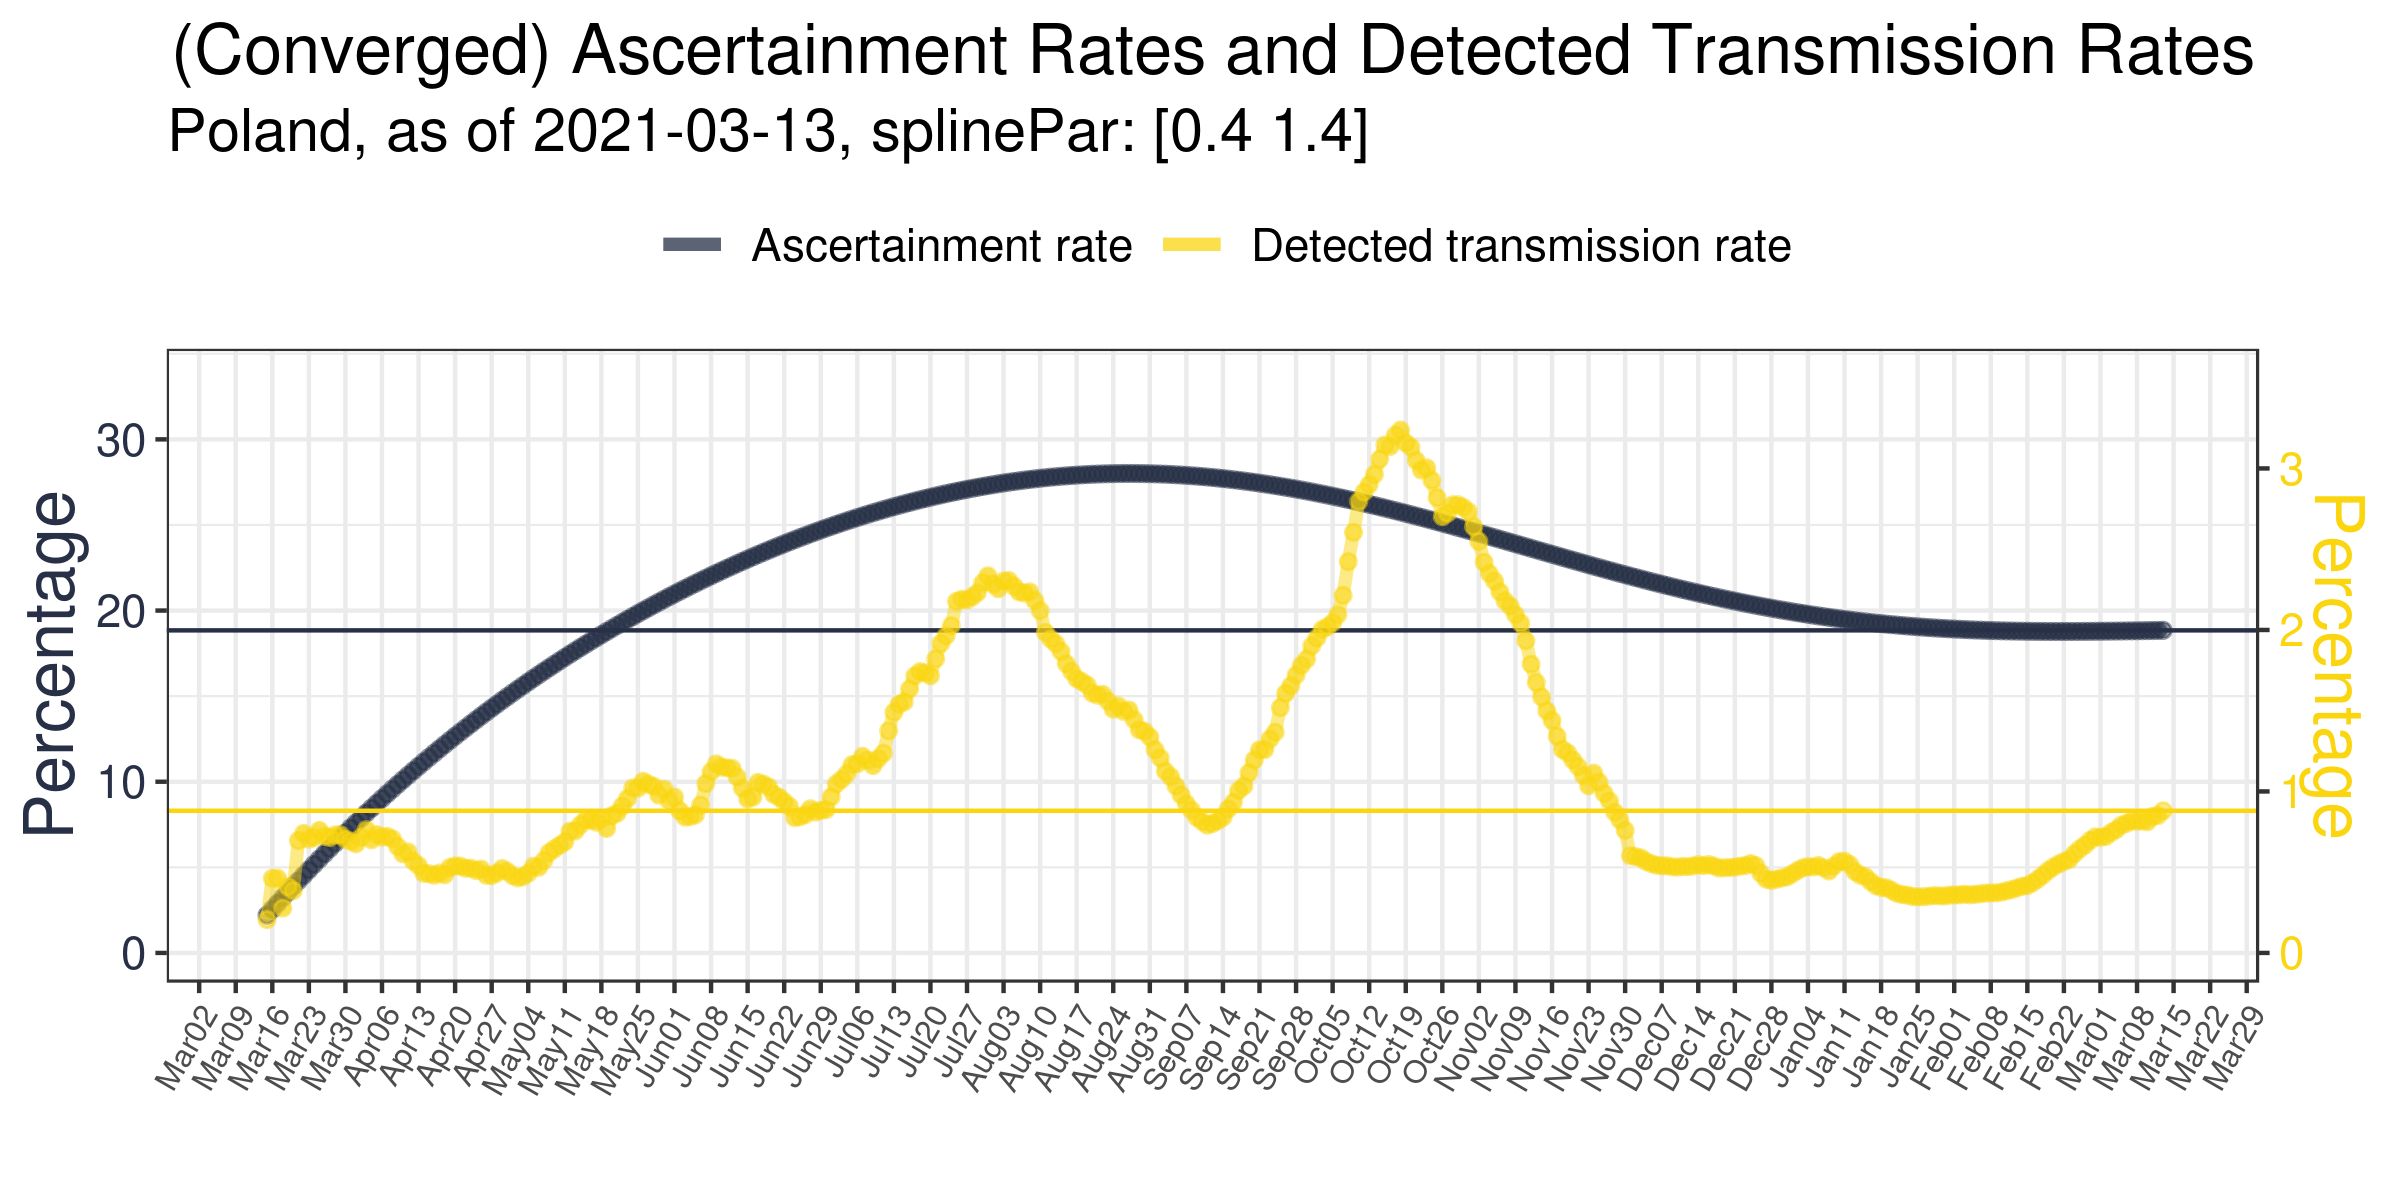 (Converged) Ascertainment Rates and Detected Transmission Rates
Poland, as of 2021-03-13, splinePar: [0.4 1.4]
Ascertainment rate Detected transmission rate
Percentage
30
20
10
0
3
2
1
0
Percentage
Mar02 Mar09 Mar16 Mar23 Mar30 Apr06 Apr13 Apr20 Apr27 May04 May11 May18 May25 Jun01 Jun08 Jun15 Jun22 Jun29 Jul06 Jul13 Jul20 Jul27 Aug03 Aug10 Aug17 Aug24 Aug31 Sep07 Sep14 Sep21 Sep28 Oct05 Oct12 Oct19 Oct26 Nov02 Nov09 Nov16 Nov23 Nov30 Dec07 Dec14 Dec21 Dec28 Dec04 Jan11 Jan18 Jan25 Feb01 Feb08 Feb15 Feb22 Mar01 Mar08 Mar15 Mar22 Mar29